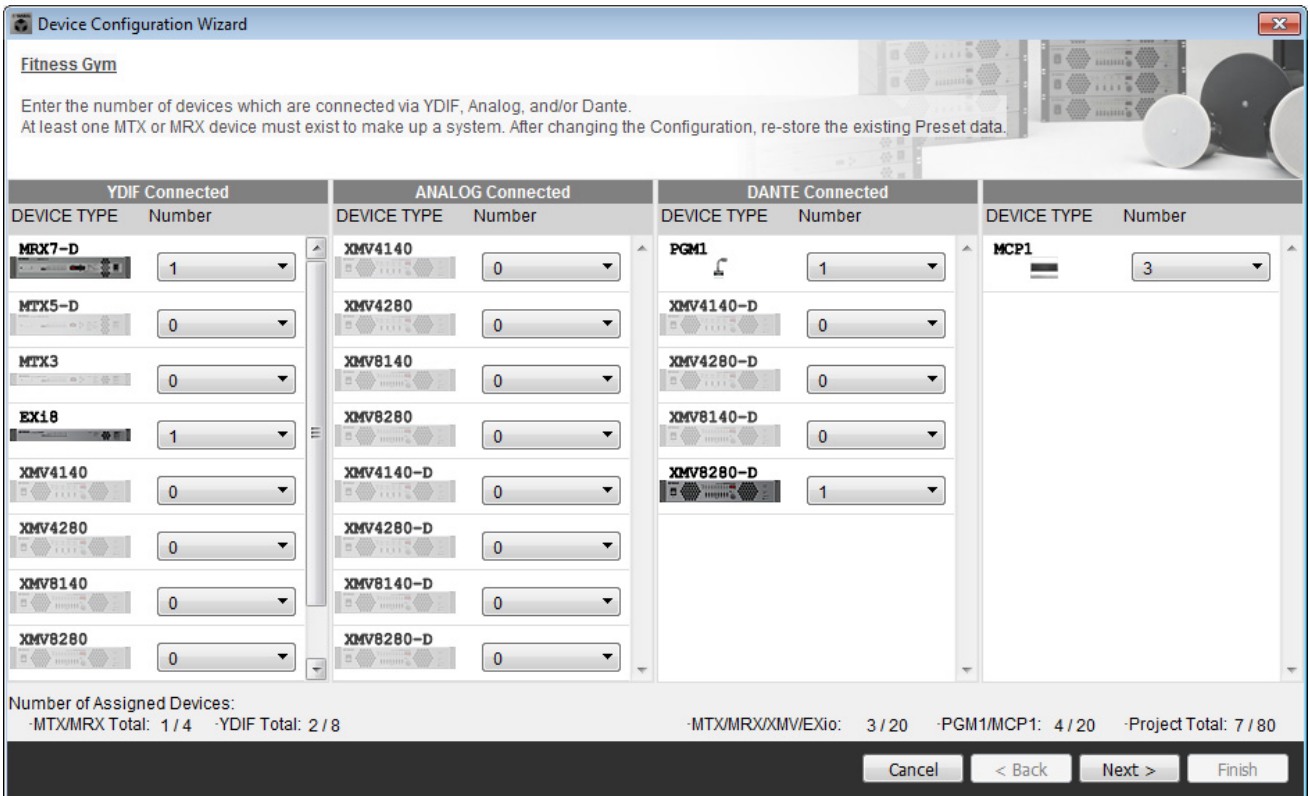 Device Configuration Wizard
Fitness Gym
Enter the number of devices which are connected via YDIF, Analog, and/or Dante.
At least one MTX or MRX device must exist to make up a system. After changing the Configuration, re-store the existing Preset data.
YDIF Connected
DEVICE TYPE Number
MRX7-D 1
MTX5-D 0
MTX3 0
EXi8 1
XMV4140 0
XMV4280 0
XMV8140 0
XMV8280 0
ANALOG Connected
DEVICE TYPE Number
XMV4140 0
XMV4280 0
XMV8140 0
XMV8280 0
XMV4140-D 0
XMV4280-D 0
XMV8140-D 0
XMV8280-D 0
DANTE Connected
DEVICE TYPE Number
PGM1 1
XMV4140-D 0
XMV4280-D 0
XMV8140-D 0
XMV8280-D 1
DEVICE TYPE Number
MCP1 3
Number of Assigned Devices:
·MTX/MRX Total: 1 / 4 ·YDIF Total: 2 / 8 ·MTX/MRX/XMV/EXio: 3 / 20 ·PGM1/MCP1: 4 / 20 ·Project Total: 7 / 80
Cancel < Back Next > Finish